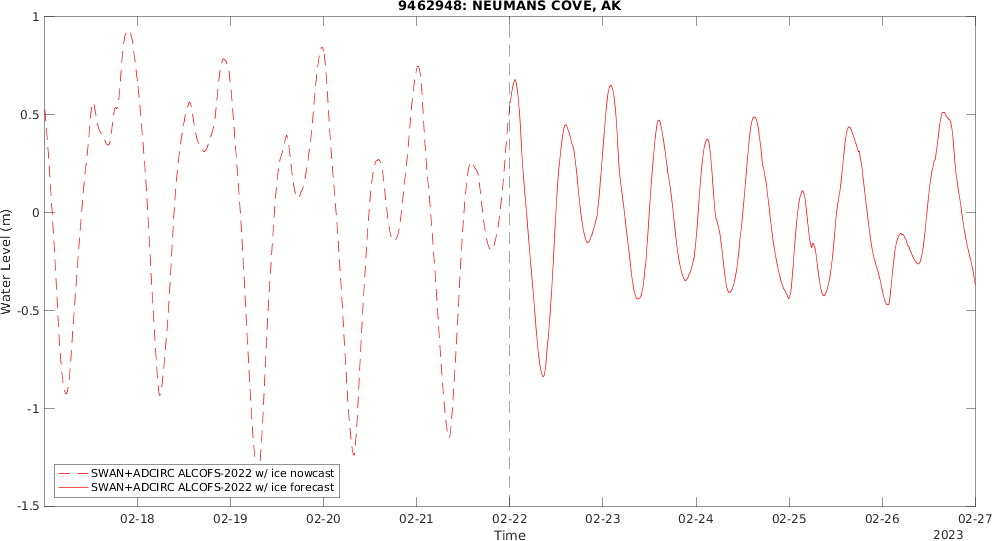 9462948: NEUMANS COVE, AK
Water Level (m)
1
0.5
0
-0.5
-1
-1.5
SWAN+ADCIRC ALCOFS-2022 w/ ice nowcast
SWAN+ADCIRC ALCOFS-2022 w/ ice forecast
02-18 02-19 02-20 02-21 02-22 02-23 02-24 02-25 02-26 02-27
Time
2023